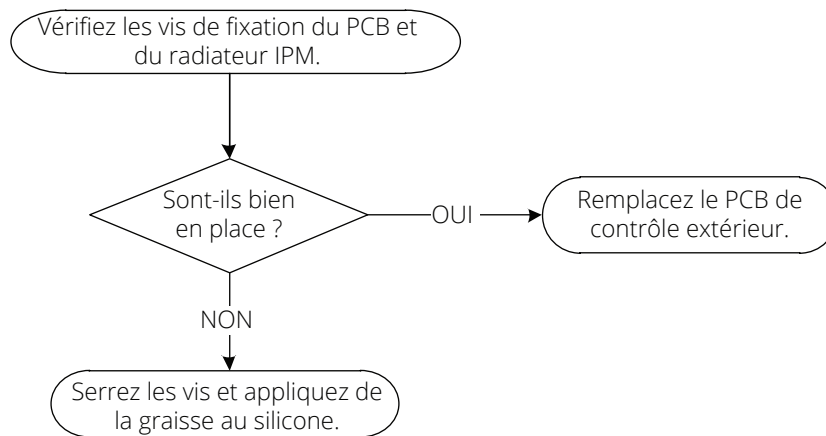 Vérifiez les vis de fixation du PCB et
du radiateur IPM.
Sont-ils bien
en place ?
OUI
Remplacez le PCB de
contrôle extérieur.
NON
Serrez les vis et appliquez de
la graisse au silicone.